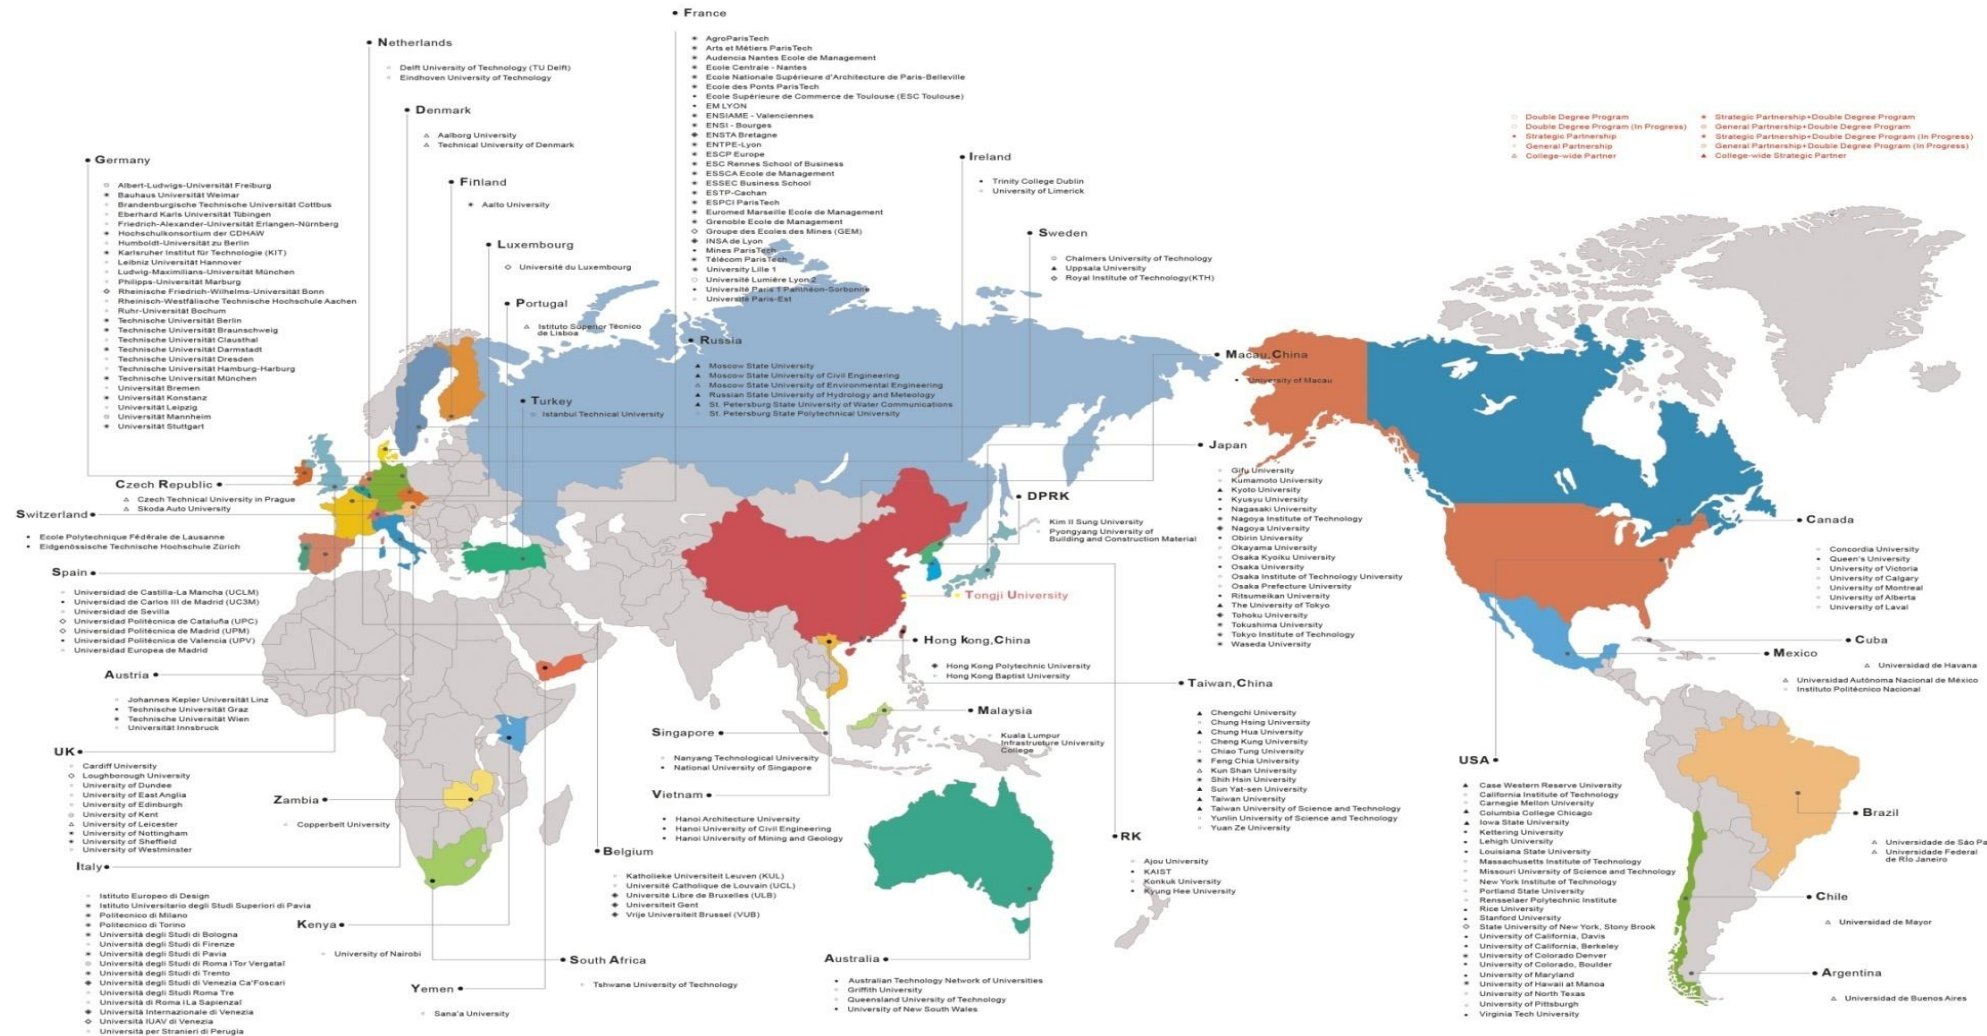 France
AgroParisTech
Arts et Métiers ParisTech
Audencia Nantes Ecole de Management
Ecole Centrale - Nantes
Ecole Nationale Supérieure d'Architecture de Paris-Belleville
Ecole des Ponts ParisTech
Ecole Supérieure de Commerce de Toulouse (ESC Toulouse)
EM LYON
ENSIAME - Valenciennes
ENSI - Bourges
ENSTA Bretagne
ENTPE-Lyon
ESCP Europe
ESC Rennes School of Business
ESSCA Ecole de Management
ESSEC Business School
ESTP-Cachan
ESPCI ParisTech
Euromed Marseille Ecole de Management
Grenoble Ecole de Management
Groupe des Ecoles des Mines (GEM)
INSA de Lyon
Mines ParisTech
Télécom ParisTech
University Lille 1
Université Lumière Lyon 2
Université Paris 1 Panthéon-Sorbonne
Université Paris-Est
Netherlands
Delft University of Technology (TU Delft)
Eindhoven University of Technology
Denmark
Aalborg University
Technical University of Denmark
Double Degree Program
Double Degree Program (In Progress)
Strategic Partnership
General Partnership
College-wide Partner
Strategic Partnership+Double Degree Program
General Partnership+Double Degree Program
Strategic Partnership+Double Degree Program (In Progress)
General Partnership+Double Degree Program (In Progress)
College-wide Strategic Partner
Germany
Albert-Ludwigs-Universität Freiburg
Bauhaus Universität Weimar
Brandenburgische Technische Universität Cottbus
Eberhard Karls Universität Tübingen
Friedrich-Alexander-Universität Erlangen-Nürnberg
Hochschulkonsortium der CDHAW
Humboldt-Universität zu Berlin
Karlsruher Institut für Technologie (KIT)
Leibniz Universität Hannover
Ludwig-Maximilians-Universität München
Philipps-Universität Marburg
Rheinische Friedrich-Wilhelms-Universität Bonn
Rheinisch-Westfälische Technische Hochschule Aachen
Ruhr-Universität Bochum
Technische Universität Berlin
Technische Universität Braunschweig
Technische Universität Clausthal
Technische Universität Darmstadt
Technische Universität Dresden
Technische Universität Hamburg-Harburg
Technische Universität München
Universität Bremen
Universität Konstanz
Universität Leipzig
Universität Mannheim
Universität Stuttgart
Finland
Aalto University
Luxembourg
Université du Luxembourg
Portugal
Istituto Superior Técnico
de Lisboa
Ireland
Trinity College Dublin
University of Limerick
Sweden
Chalmers University of Technology
Uppsala University
Royal Institute of Technology(KTH)
Russia
Moscow State University
Moscow State University of Civil Engineering
Moscow State University of Environmental Engineering
Russian State University of Hydrology and Meteology
St. Petersburg State University of Water Communications
St. Petersburg State Polytechnical University
Turkey
Istanbul Technical University
Macau,China
University of Macau
Japan
Gifu University
Kumamoto University
Kyoto University
Kyusyu University
Nagasaki University
Nagoya Institute of Technology
Nagoya University
Obirin University
Okayama University
Osaka Kyoiku University
Osaka University
Osaka Institute of Technology University
Osaka Prefecture University
Ritsumeikan University
The University of Tokyo
Tohoku University
Tokushima University
Tokyo Institute of Technology
Waseda University
DPRK
Kim Il Sung University
Pyongyang University of
Building and Construction Material
Tongji University
Czech Republic
Czech Technical University in Prague
Skoda Auto University
Switzerland
Ecole Polytechnique Fédérale de Lausanne
Eidgenössische Technische Hochschule Zürich
Spain
Universidad de Castilla-La Mancha (UCLM)
Universidad de Carlos III de Madrid (UC3M)
Universidad de Sevilla
Universidad Politécnica de Cataluña (UPC)
Universidad Politécnica de Madrid (UPM)
Universidad Politécnica de Valencia (UPV)
Universidad Europea de Madrid
Austria
Johannes Kepler Universität Linz
Technische Universität Graz
Technische Universität Wien
Universität Innsbruck
UK
Cardiff University
Loughborough University
University of Dundee
University of East Anglia
University of Edinburgh
University of Kent
University of Leicester
University of Nottingham
University of Sheffield
University of Westminster
Italy
Istituto Europeo di Design
Istituto Universitario degli Studi Superiori di Pavia
Politecnico di Milano
Politecnico di Torino
Università degli Studi di Bologna
Università degli Studi di Firenze
Università degli Studi di Pavia
Università degli Studi di Roma ìTor Vergataî
Università degli Studi di Trento
Università degli Studi di Venezia Ca'Foscari
Università degli Studi Roma Tre
Università di Roma ìLa Sapienzaî
Università Internazionale di Venezia
Università IUAV di Venezia
Università per Stranieri di Perugia
Zambia
Copperbelt University
Kenya
University of Nairobi
Yemen
Sana'a University
South Africa
Tshwane University of Technology
Belgium
Katholieke Universiteit Leuven (KUL)
Université Catholique de Louvain (UCL)
Université Libre de Bruxelles (ULB)
Universiteit Gent
Vrije Universiteit Brussel (VUB)
Hong kong,China
Hong Kong Polytechnic University
Hong Kong Baptist University
Malaysia
Kuala Lumpur
Infrastructure University
College
Singapore
Nanyang Technological University
National University of Singapore
Vietnam
Hanoi Architecture University
Hanoi University of Civil Engineering
Hanoi University of Mining and Geology
Australia
Australian Technology Network of Universities
Griffith University
Queensland University of Technology
University of New South Wales
Taiwan,China
Chengchi University
Chung Hsing University
Chung Hua University
Cheng Kung University
Chiao Tung University
Feng Chia University
Kun Shan University
Shih Hsin University
Sun Yat-sen University
Taiwan University
Taiwan University of Science and Technology
Yunlin University of Science and Technology
Yuan Ze University
RK
Ajou University
KAIST
Konkuk University
Kyung Hee University
Canada
Concordia University
Queen's University
University of Victoria
University of Calgary
University of Montreal
University of Alberta
University of Laval
Cuba
Universidad de Havana
Mexico
Universidad Autónoma Nacional de México
Instituto Politécnico Nacional
USA
Case Western Reserve University
California Institute of Technology
Carnegie Mellon University
Columbia College Chicago
Iowa State University
Kettering University
Lehigh University
Louisiana State University
Massachusetts Institute of Technology
Missouri University of Science and Technology
New York Institute of Technology
Portland State University
Rensselaer Polytechnic Institute
Rice University
Stanford University
State University of New York, Stony Brook
University of California, Davis
University of California, Berkeley
University of Colorado Denver
University of Colorado, Boulder
University of Maryland
University of Hawaii at Manoa
University of North Texas
University of Pittsburgh
Virginia Tech University
Brazil
Universidade de São Pa
Universidade Federal
de Río Janeiro
Chile
Universidad de Mayor
Argentina
Universidad de Buenos Aires